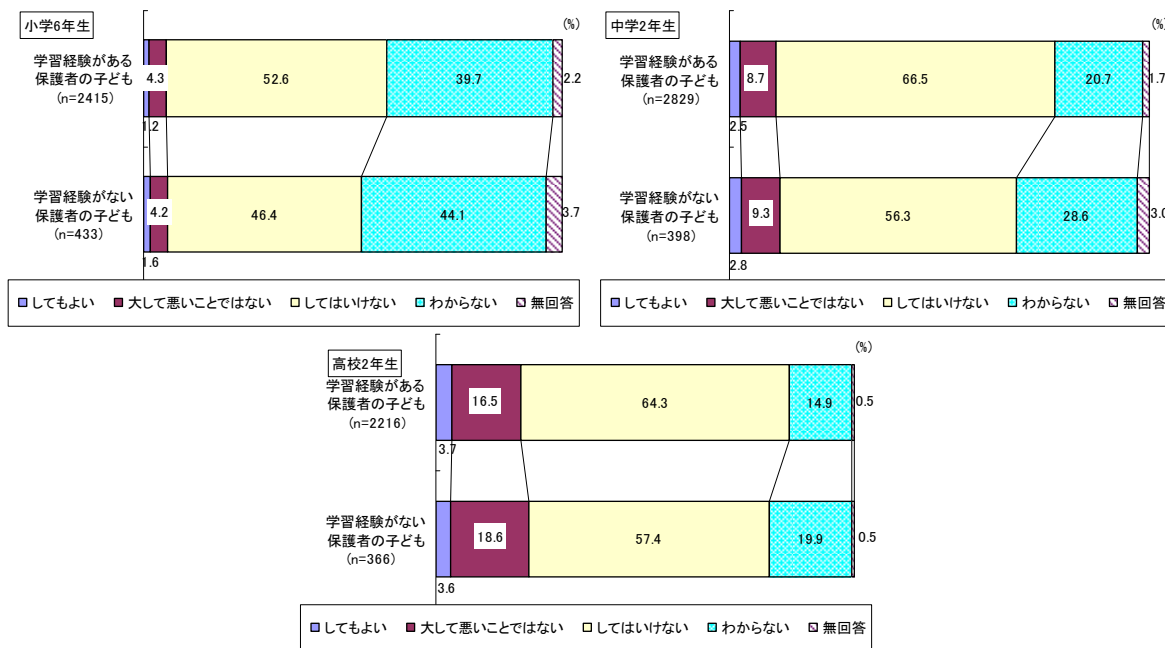 小学6年生
(%)
学習経験がある
保護者の子ども
(n=2415)
4.3
52.6
39.7
2.2
1.2
学習経験がない
保護者の子ども
(n=433)
4.2
46.4
44.1
3.7
1.6
してもよい 大して悪いことではない してはいけない わからない 無回答
中学2年生
(%)
学習経験がある
保護者の子ども
(n=2829)
8.7
66.5
20.7
1.7
2.5
学習経験がない
保護者の子ども
(n=398)
9.3
56.3
28.6
3.0
2.8
してもよい 大して悪いことではない してはいけない わからない 無回答
高校2年生
(%)
学習経験がある
保護者の子ども
(n=2216)
16.5
64.3
14.9
0.5
3.7
学習経験がない
保護者の子ども
(n=366)
18.6
57.4
19.9
0.5
3.6
してもよい 大して悪いことではない してはいけない わからない 無回答